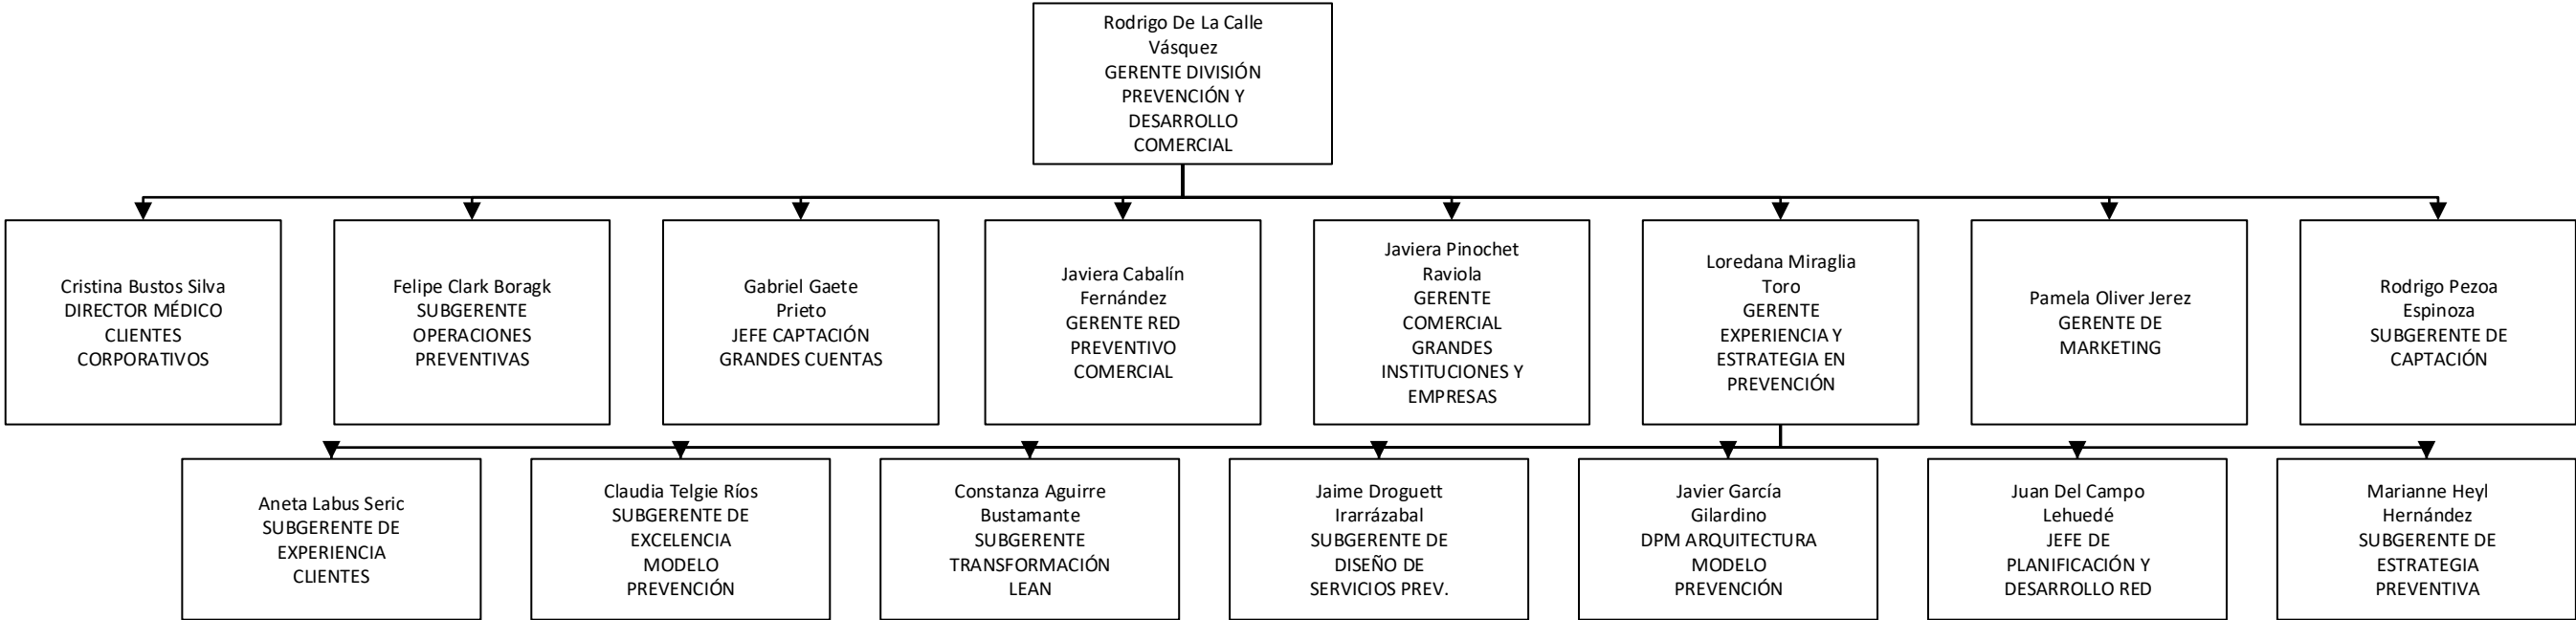 Rodrigo De La Calle
Vásquez
GERENTE DIVISIÓN
PREVENCIÓN Y
DESARROLLO
COMERCIAL
Cristina Bustos Silva
DIRECTOR MÉDICO
CLIENTES
CORPORATIVOS
Felipe Clark Boragk
SUBGERENTE
OPERACIONES
PREVENTIVAS
Gabriel Gaete
Prieto
JEFE CAPTACIÓN
GRANDES CUENTAS
Javiera Cabalín
Fernández
GERENTE RED
PREVENTIVO
COMERCIAL
Javiera Pinochet
Raviola
GERENTE
COMERCIAL
GRANDES
INSTITUCIONES Y
EMPRESAS
Loredana Miraglia
Toro
GERENTE
EXPERIENCIA Y
ESTRATEGIA EN
PREVENCIÓN
Pamela Oliver Jerez
GERENTE DE
MARKETING
Rodrigo Pezoa
Espinoza
SUBGERENTE DE
CAPTACIÓN
Aneta Labus Seric
SUBGERENTE DE
EXPERIENCIA
CLIENTES
Claudia Telgie Ríos
SUBGERENTE DE
EXCELENCIA
MODELO
PREVENCIÓN
Constanza Aguirre
Bustamante
SUBGERENTE
TRANSFORMACIÓN
LEAN
Jaime Droguett
Irarrázabal
SUBGERENTE DE
DISEÑO DE
SERVICIOS PREV.
Javier García
Gilardino
DPM ARQUITECTURA
MODELO
PREVENCIÓN
Juan Del Campo
Lehuedé
JEFE DE
PLANIFICACIÓN Y
DESARROLLO RED
Marianne Heyl
Hernández
SUBGERENTE DE
ESTRATEGIA
PREVENTIVA